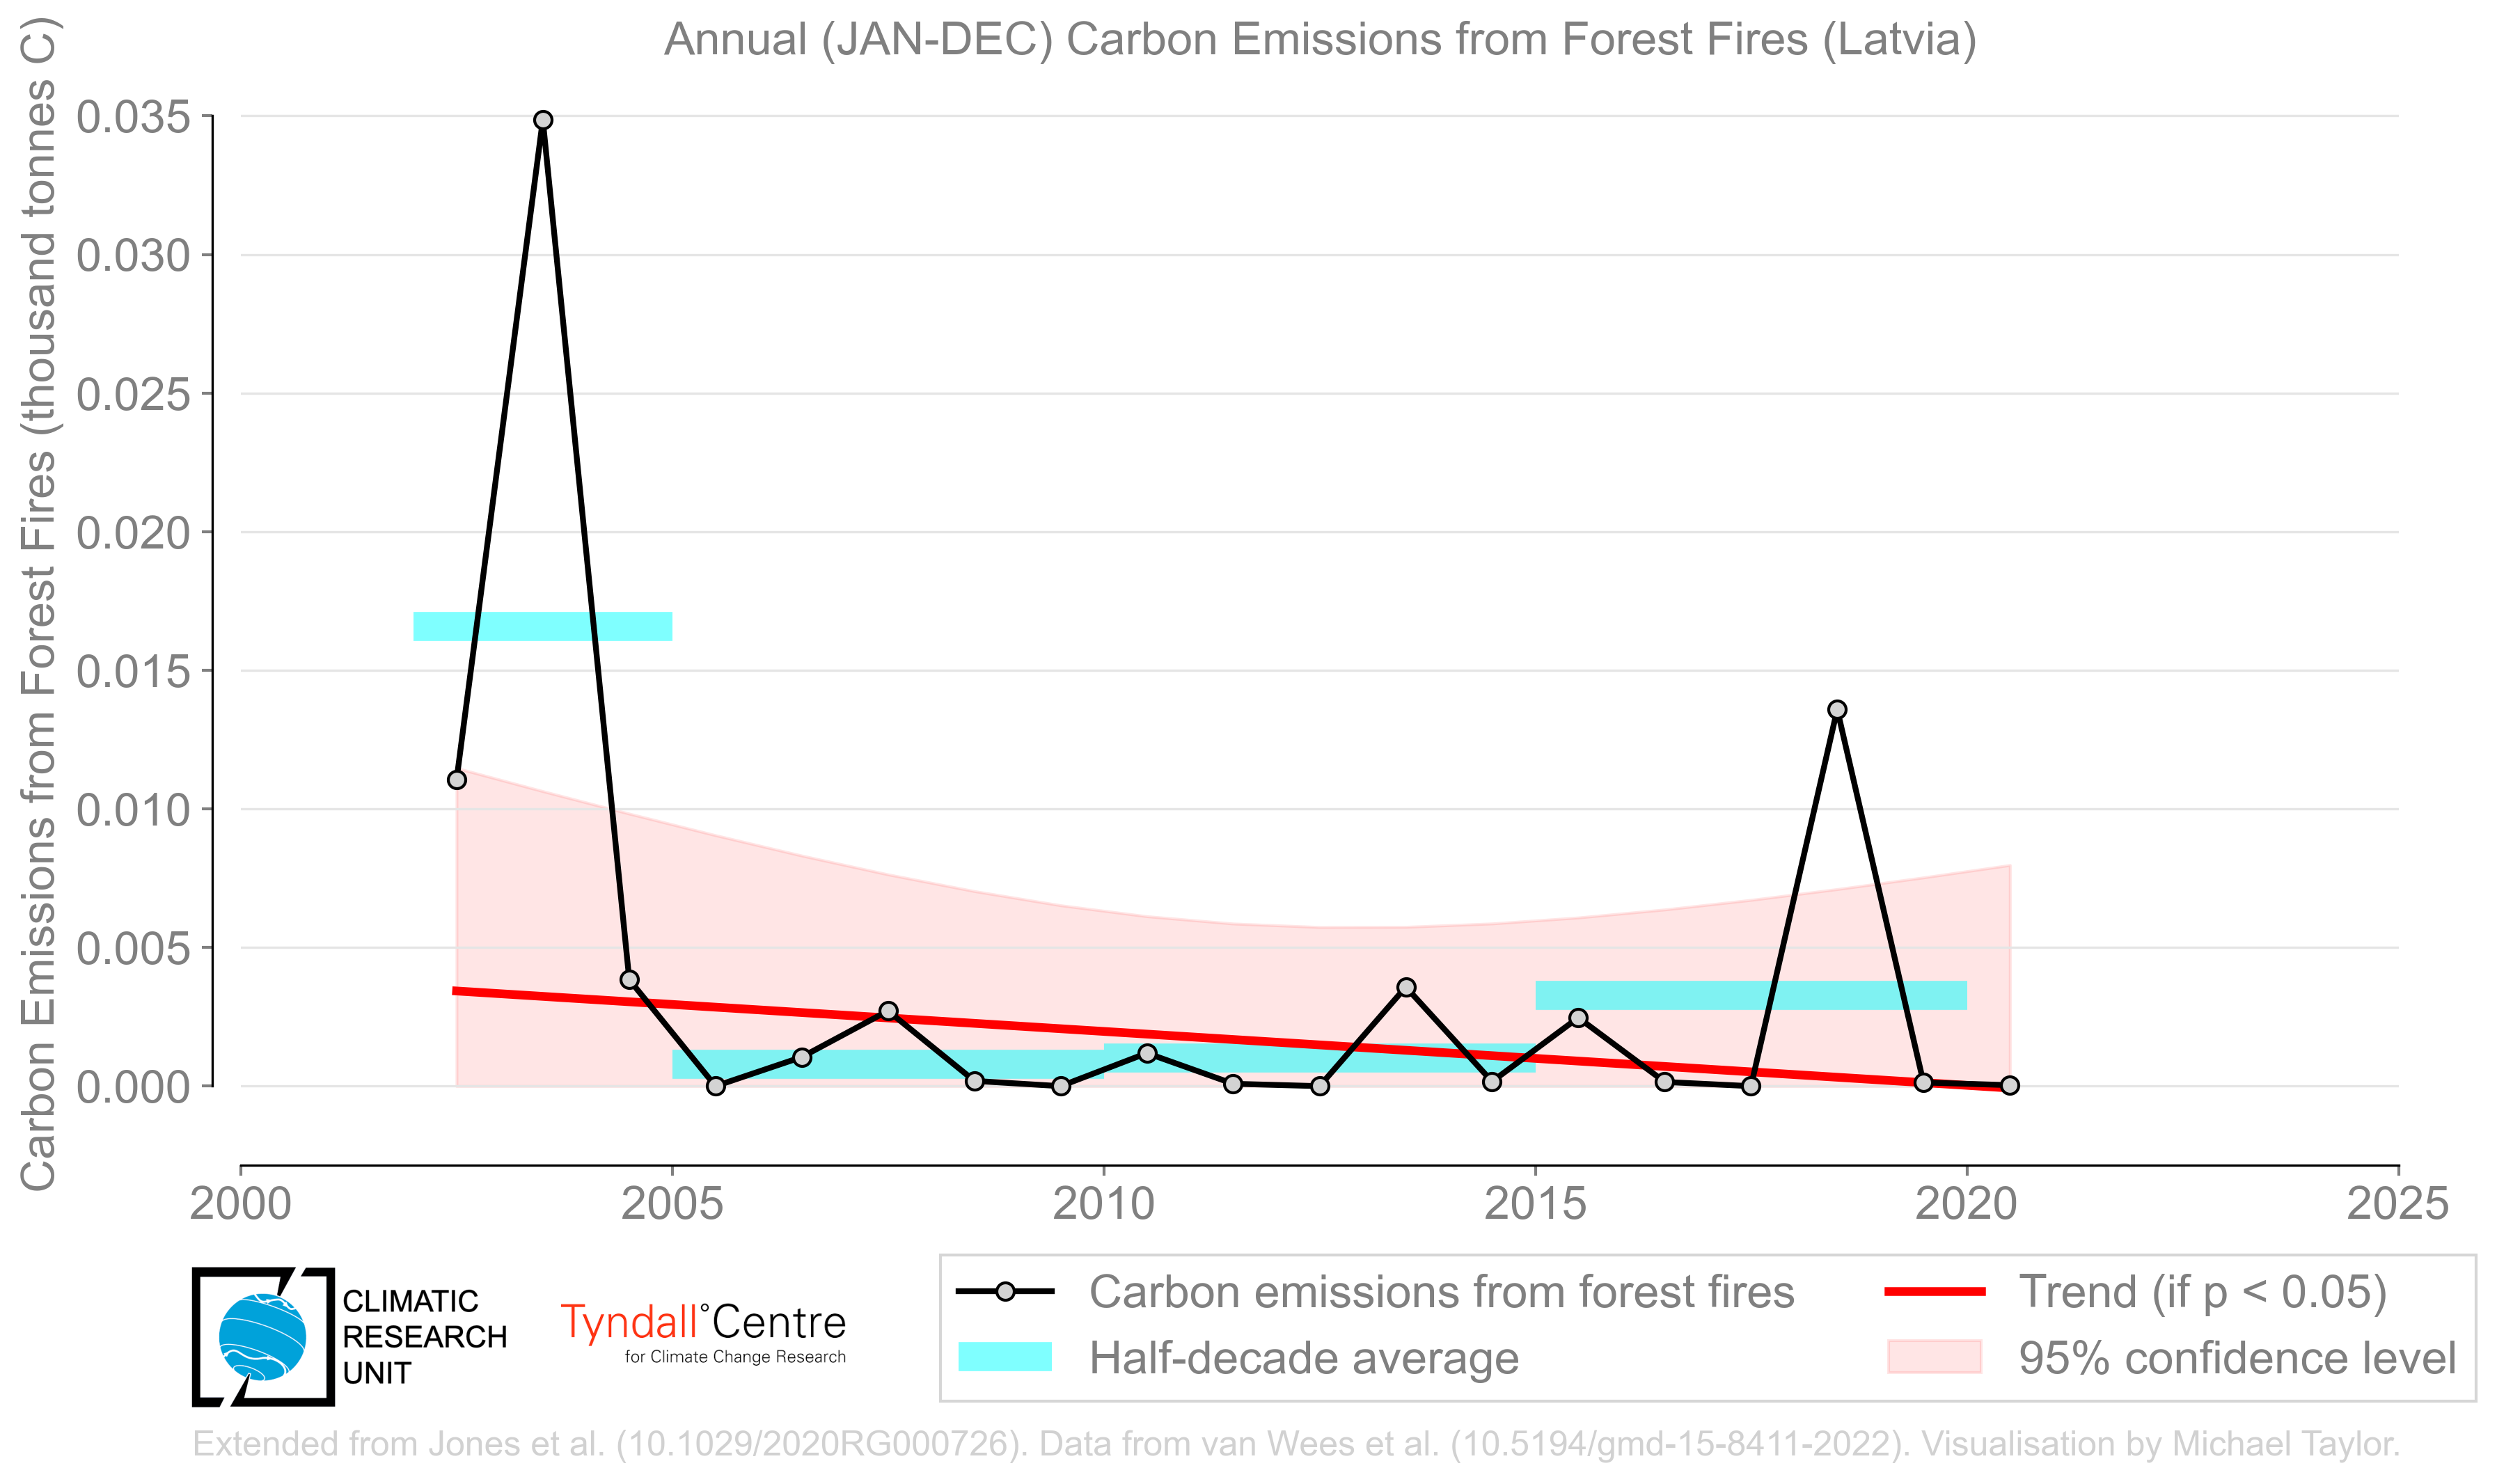 Annual (JAN-DEC) Carbon Emissions from Forest Fires (Latvia)
Carbon Emissions from Forest Fires (thousand tonnes C)
0.035
0.030
0.025
0.020
0.015
0.010
0.005
0.000
2000 2005 2010 2015 2020 2025
CLIMATIC
RESEARCH
UNIT
Tyndall°Centre
for Climate Change Research
Carbon emissions from forest fires
Half-decade average
Trend (if p < 0.05)
95% confidence level
Extended from Jones et al. (10.1029/2020RG000726). Data from van Wees et al. (10.5194/gmd-15-8411-2022). Visualisation by Michael Taylor.